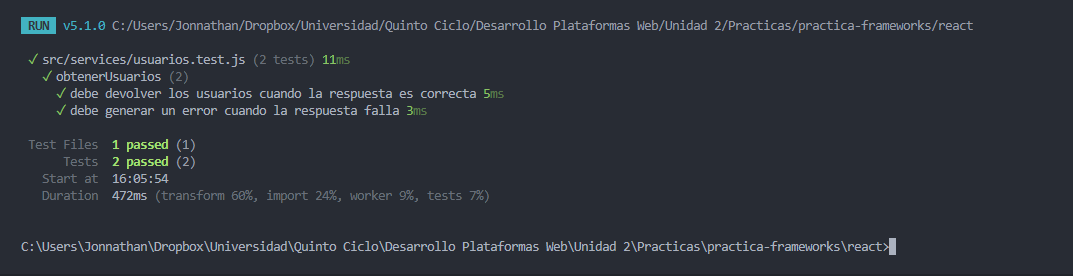 RUN v5.1.0 C:/Users/Jonnathan/Dropbox/Universidad/Quinto Ciclo/Desarrollo Plataformas Web/Unidad 2/Practicas/practica-frameworks/react
✓ src/services/usuarios.test.js (2 tests) 11ms
✓ obtenerUsuarios (2)
✓ debe devolver los usuarios cuando la respuesta es correcta 5ms
✓ debe generar un error cuando la respuesta falla 3ms
Test Files 1 passed (1)
Tests 2 passed (2)
Start at 16:05:54
Duration 472ms (transform 60%, import 24%, worker 9%, tests 7%)
C:\Users\Jonnathan\Dropbox\Universidad\Quinto Ciclo\Desarrollo Plataformas Web\Unidad 2\Practicas\practica-frameworks\react>